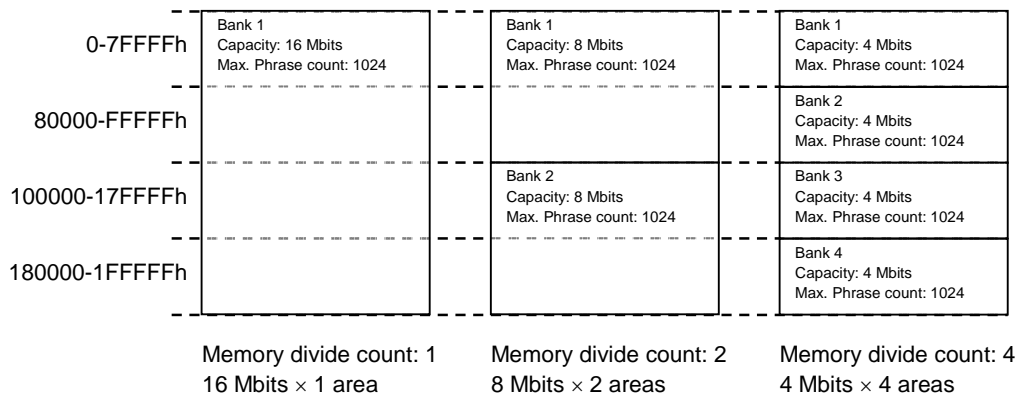 0-7FFFFh
80000-FFFFFh
100000-17FFFFh
180000-1FFFFFh
Bank 1
Capacity: 16 Mbits
Max. Phrase count: 1024
Memory divide count: 1
16 Mbits × 1 area
Bank 1
Capacity: 8 Mbits
Max. Phrase count: 1024
Bank 2
Capacity: 8 Mbits
Max. Phrase count: 1024
Memory divide count: 2
8 Mbits × 2 areas
Bank 1
Capacity: 4 Mbits
Max. Phrase count: 1024
Bank 2
Capacity: 4 Mbits
Max. Phrase count: 1024
Bank 3
Capacity: 4 Mbits
Max. Phrase count: 1024
Bank 4
Capacity: 4 Mbits
Max. Phrase count: 1024
Memory divide count: 4
4 Mbits × 4 areas